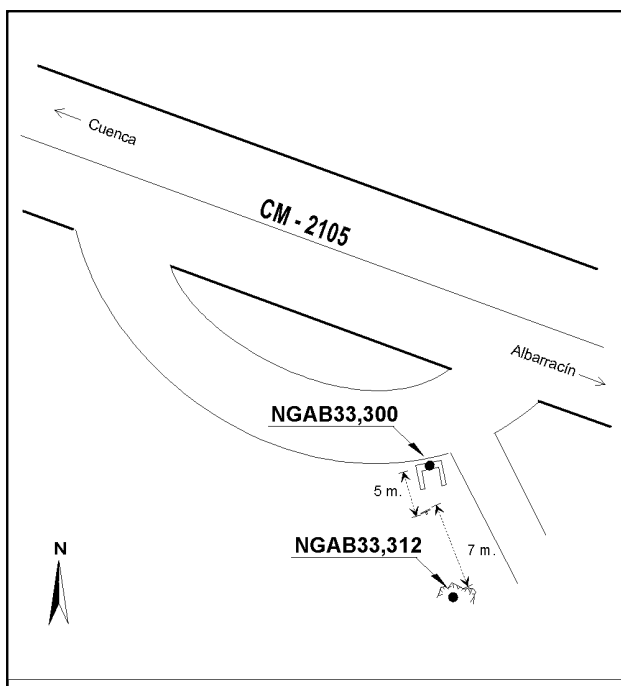 Cuenca
CM - 2105
Albarracín
NGAB33,300
5 m.
NGAB33,312
7 m.
N